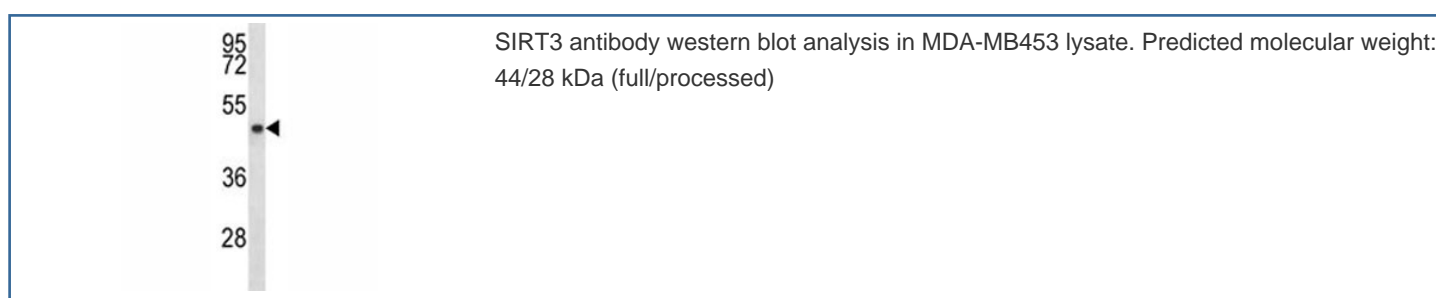 95
72
55
36
28
SIRT3 antibody western blot analysis in MDA-MB453 lysate. Predicted molecular weight:
44/28 kDa (full/processed)